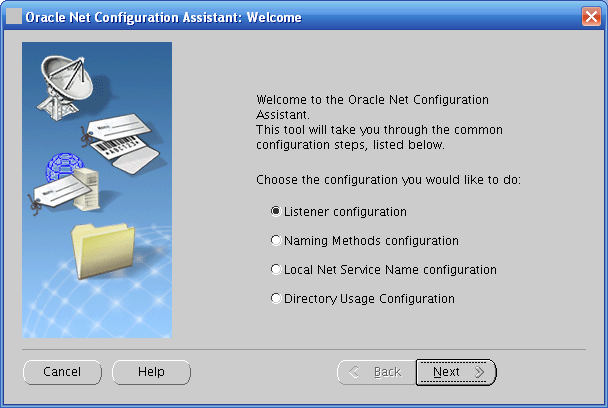 Oracle Net Configuration Assistant: Welcome
Welcome to the Oracle Net Configuration
Assistant.
This tool will take you through the common
configuration steps, listed below.
Choose the configuration you would like to do:
Listener configuration
Naming Methods configuration
Local Net Service Name configuration
Directory Usage Configuration
Cancel
Help
Back
Next